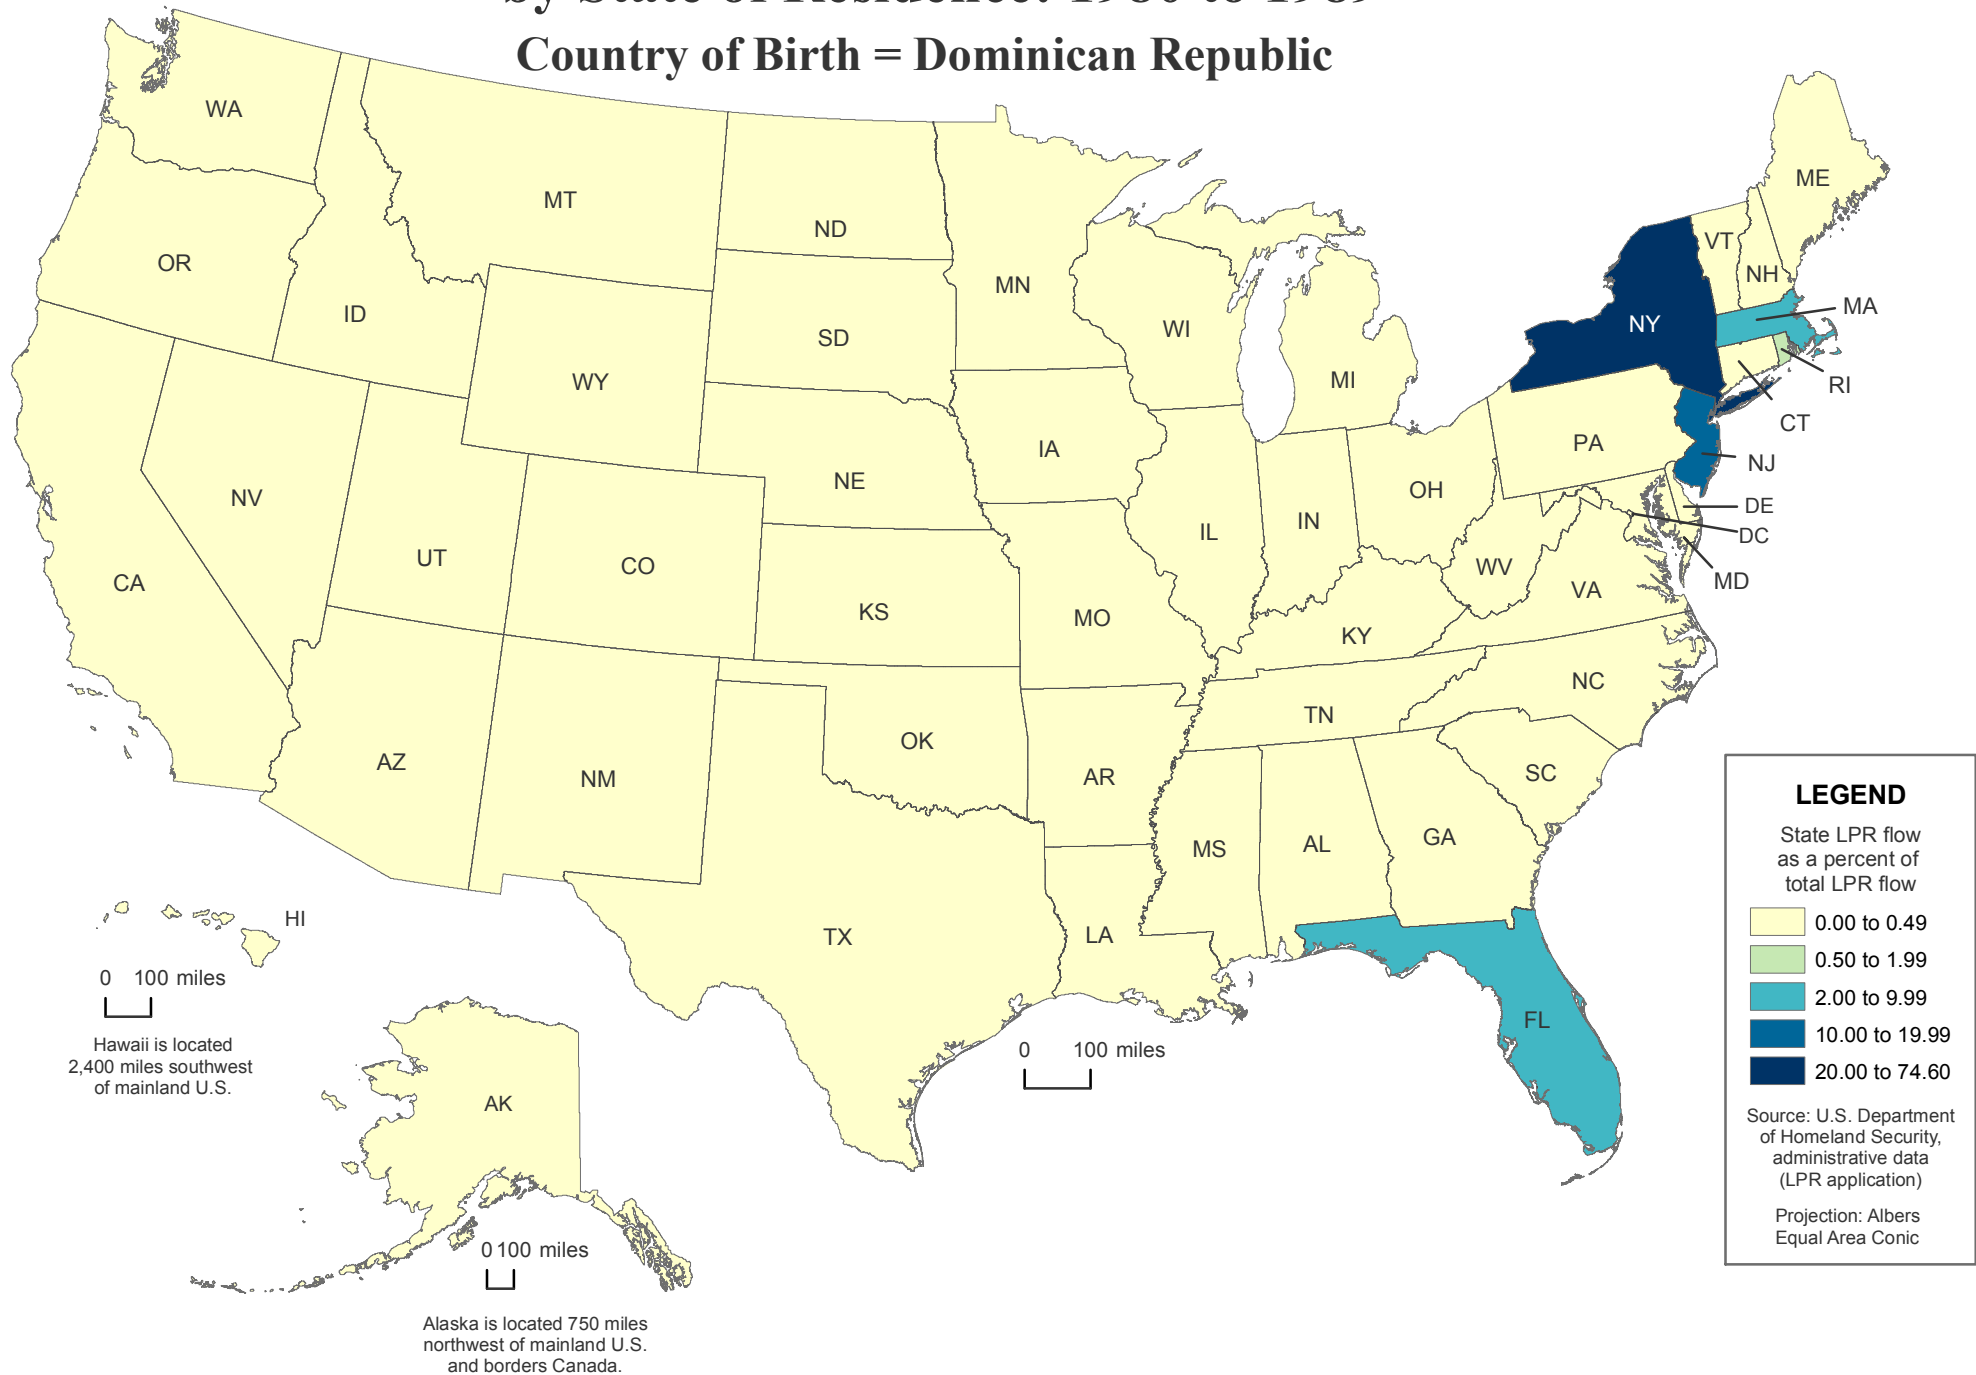 by State of Residence: 1980 to 1989
Country of Birth = Dominican Republic
WA
MT
ND
MN
ME
VT
NH
OR
ID
SD
WI
MI
NY
MA
RI
CT
WY
IA
NE
PA
NJ
NV
OH
DE
DC
MD
UT
CO
IL
IN
WV
VA
CA
KS
MO
KY
NC
TN
AZ
NM
OK
AR
SC
MS
AL
GA
TX
LA
FL
HI
0 100 miles
Hawaii is located
2,400 miles southwest
of mainland U.S.
AK
0 100 miles
Alaska is located 750 miles
northwest of mainland U.S.
and borders Canada.
0 100 miles
LEGEND
State LPR flow
as a percent of
total LPR flow
0.00 to 0.49
0.50 to 1.99
2.00 to 9.99
10.00 to 19.99
20.00 to 74.60
Source: U.S. Department
of Homeland Security,
administrative data
(LPR application)
Projection: Albers
Equal Area Conic